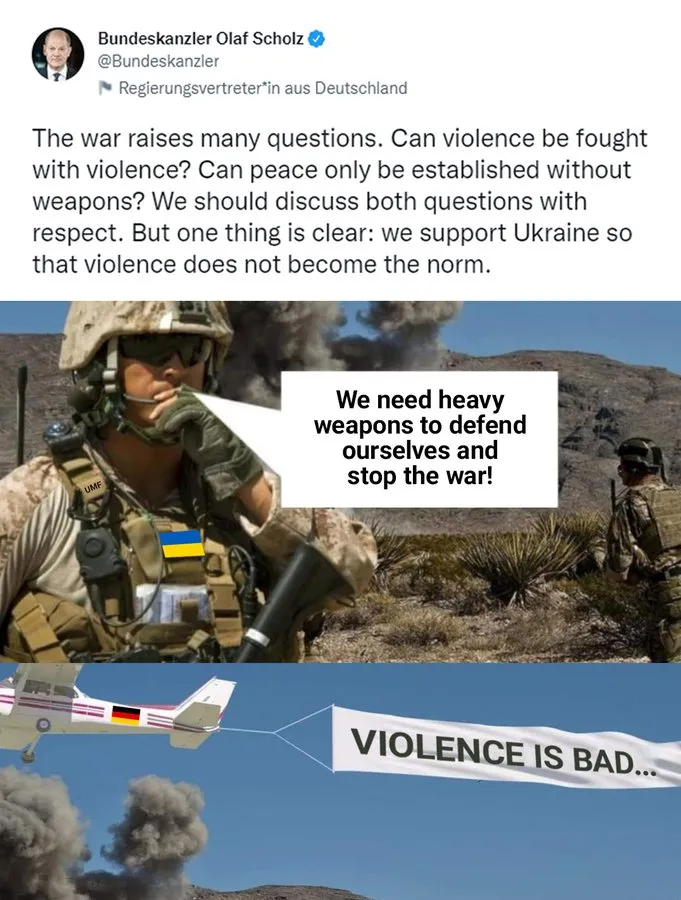 Bundeskanzler Olaf Scholz
@Bundeskanzler
Regierungsvertreter*in aus Deutschland
The war raises many questions. Can violence be fought
with violence? Can peace only be established without
weapons? We should discuss both questions with
respect. But one thing is clear: we support Ukraine so
that violence does not become the norm.
We need heavy
weapons to defend
ourselves and
stop the war!
UMF
VIOLENCE IS BAD...